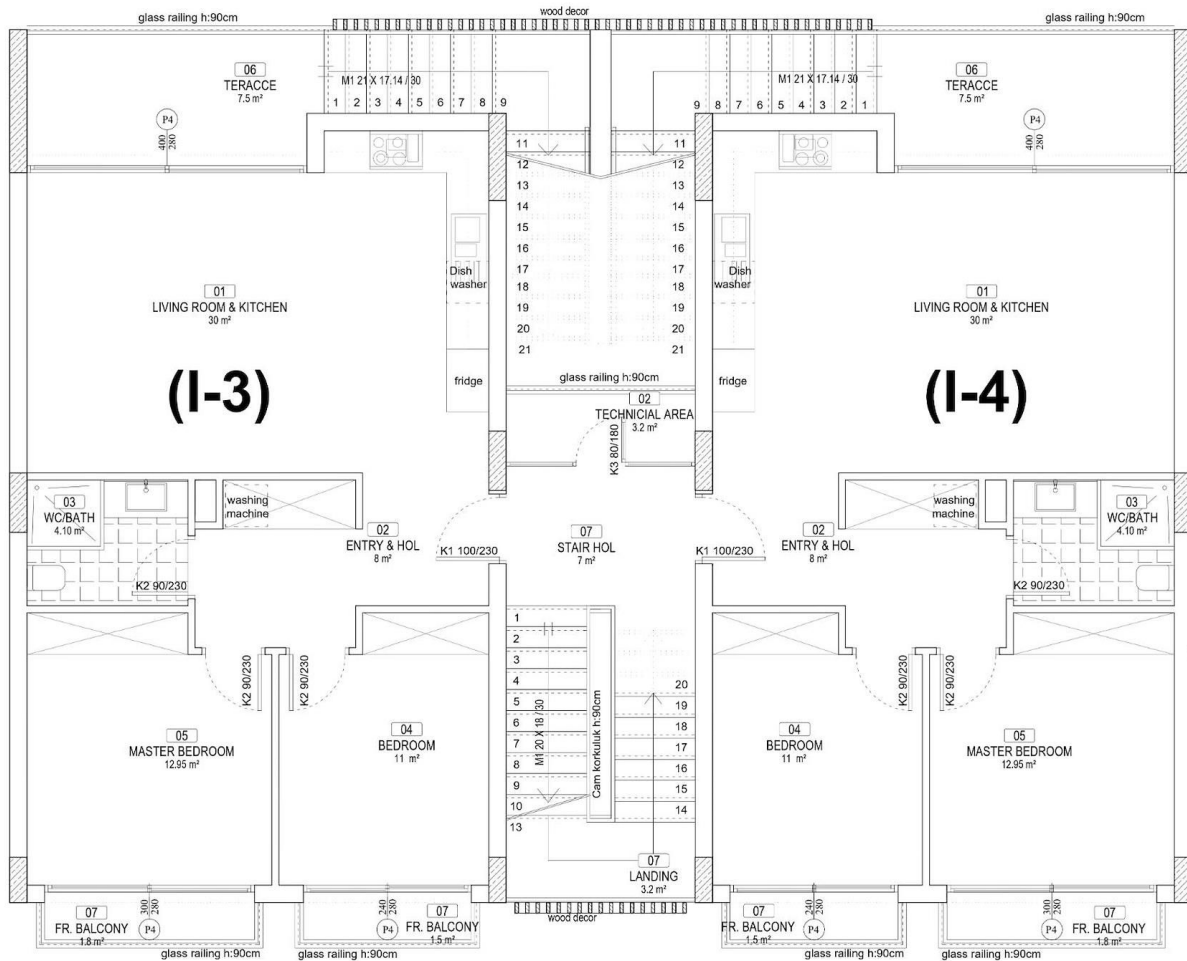 glass railing h:90cm
wood decor
glass railing h:90cm
06
TERACCE
7.5 m²
M1 21 X 17.14 / 30
1 2 3 4 5 6 7 8 9
P4
400
280
M1 21 X 17.14 / 30
9 8 7 6 5 4 3 2 1
06
TERACCE
7.5 m²
P4
400
280
11
12
13
14
15
16
17
18
19
20
21
11
12
13
14
15
16
17
18
19
20
21
Dish
washer
fridge
Dish
washer
fridge
01
LIVING ROOM & KITCHEN
30 m²
(I-3)
01
LIVING ROOM & KITCHEN
30 m²
(I-4)
glass railing h:90cm
02
TECHNICIAL AREA
3.2 m²
K3 80/180
03
WC/BATH
4.10 m²
washing
machine
02
ENTRY & HOL
8 m²
K1 100/230
K2 90/230
07
STAIR HOL
7 m²
K1 100/230
02
ENTRY & HOL
8 m²
washing
machine
03
WC/BATH
4.10 m²
K2 90/230
1
2
3
4
5
6
7
8
9
10
13
M1 20 X 18 / 30
Cam korkuluk h:90cm
20
19
18
17
16
15
14
K2 90/230
K2 90/230
05
MASTER BEDROOM
12.95 m²
04
BEDROOM
11 m²
K2 90/230
K2 90/230
04
BEDROOM
11 m²
05
MASTER BEDROOM
12.95 m²
07
LANDING
3.2 m²
wood decor
07
FR. BALCONY
1.8 m²
300
280
P4
glass railing h:90cm
240
280
P4
07
FR. BALCONY
1.5 m²
glass railing h:90cm
07
FR. BALCONY
1.5 m²
240
280
P4
glass railing h:90cm
300
280
P4
07
FR. BALCONY
1.8 m²
glass railing h:90cm